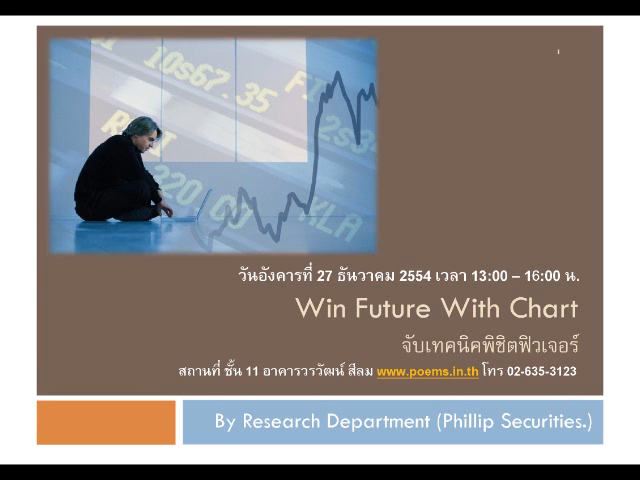 10s67.35
วันอังคารที่ 27 ธันวาคม 2554 เวลา 13:00 – 16:00 น.
Win Future With Chart
จับเทคนิคพิชิตฟิวเจอร์
สถานที่ ชั้น 11 อาคารวรวัฒน์ สีลม www.poems.in.th โทร 02-635-3123
By Research Department (Phillip Securities.)